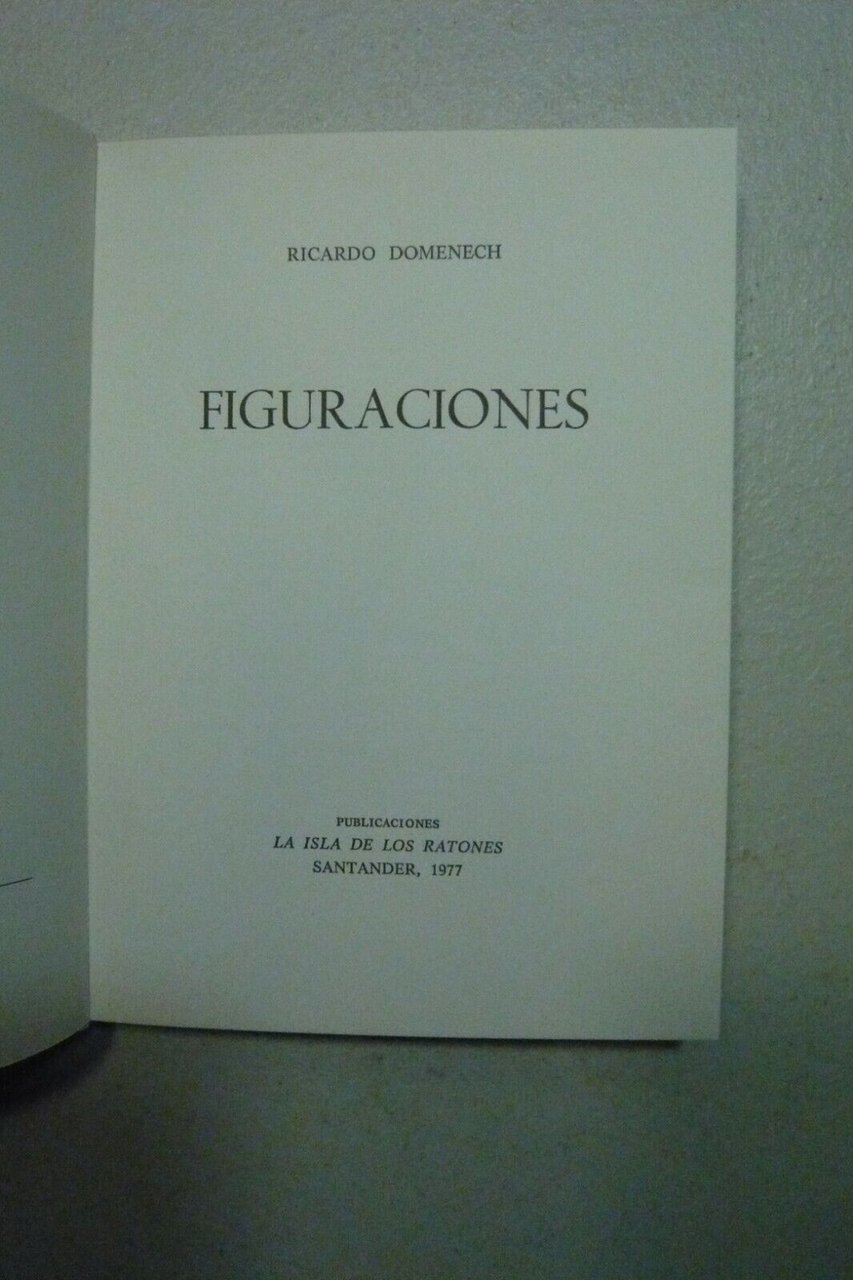 RICARDO DOMENECH
FIGURACIONES
PUBLICACIONES
LA ISLA DE LOS RATONES
SANTANDER, 1977